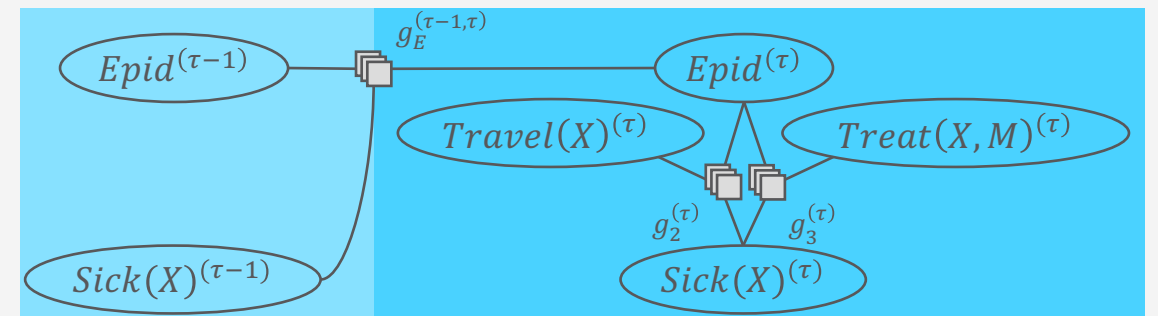 g_E^{(τ−1,τ)}
Epid^{(τ−1)}
Epid^{(τ)}
Travel(X)^{(τ)}
Treat(X, M)^{(τ)}
g_2^{(τ)}
g_3^{(τ)}
Sick(X)^{(τ−1)}
Sick(X)^{(τ)}